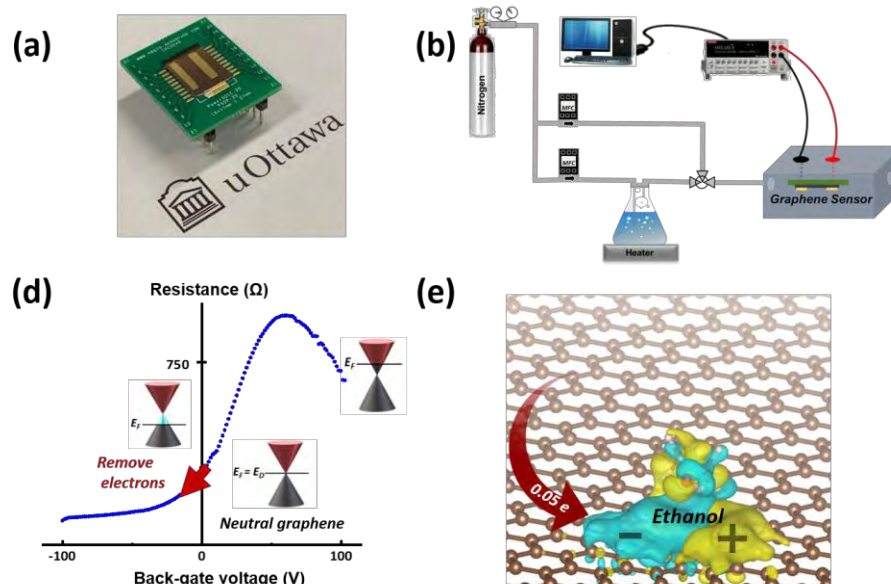 (a)
uOttawa
(b)
Nitrogen
MFC
MFC
Heater
Graphene Sensor
(d)
Resistance (Ω)
750
E_F
E_F
Remove
electrons
E_F = E_D
Neutral graphene
-100
0
100
Back-gate voltage (V)
(e)
0.05 e
Ethanol
− +